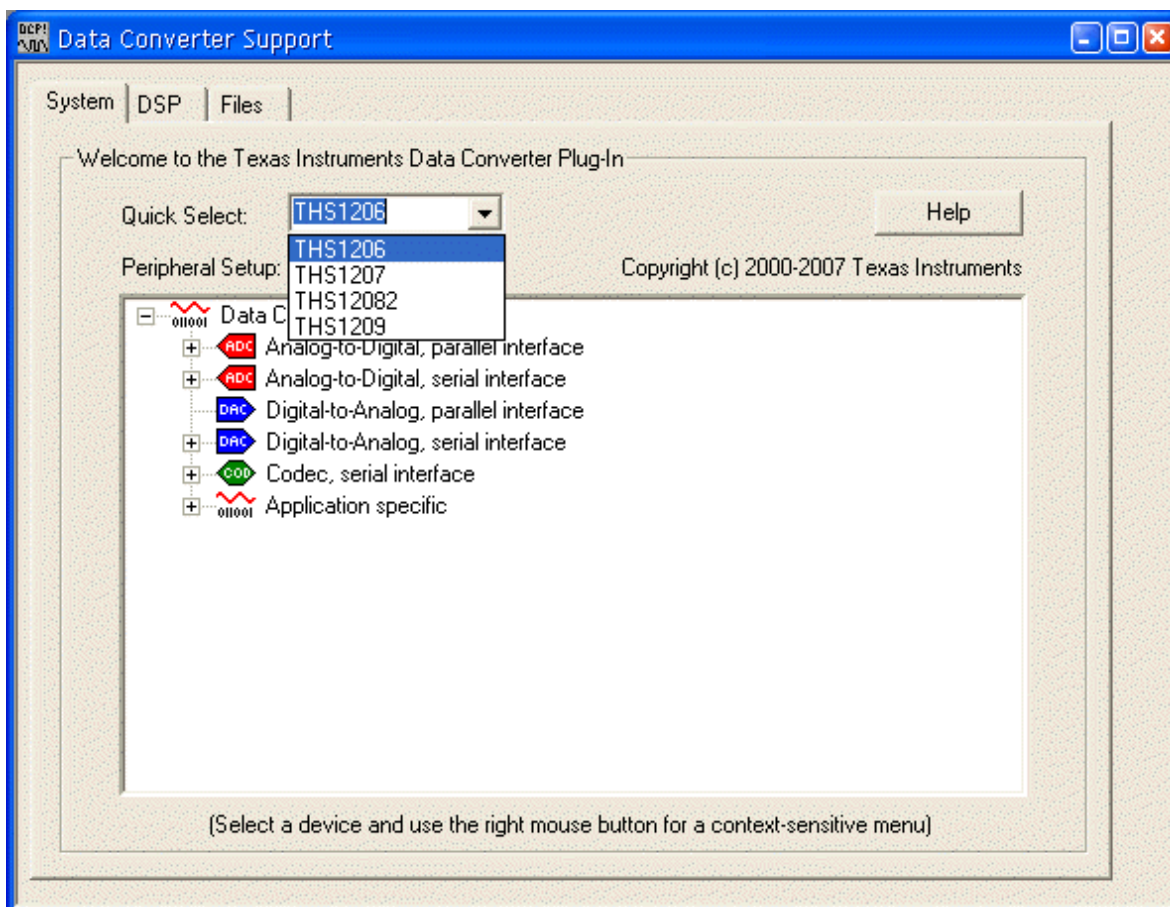 DCP!
Data Converter Support
System DSP Files
Welcome to the Texas Instruments Data Converter Plug-In
Quick Select: THS1206 Help
THS1206
Peripheral Setup: Copyright (c) 2000-2007 Texas Instruments
THS1207
THS12082
THS1209
011001 Data C
ADC Analog-to-Digital, parallel interface
ADC Analog-to-Digital, serial interface
DAC Digital-to-Analog, parallel interface
DAC Digital-to-Analog, serial interface
COD Codec, serial interface
011001 Application specific
(Select a device and use the right mouse button for a context-sensitive menu)